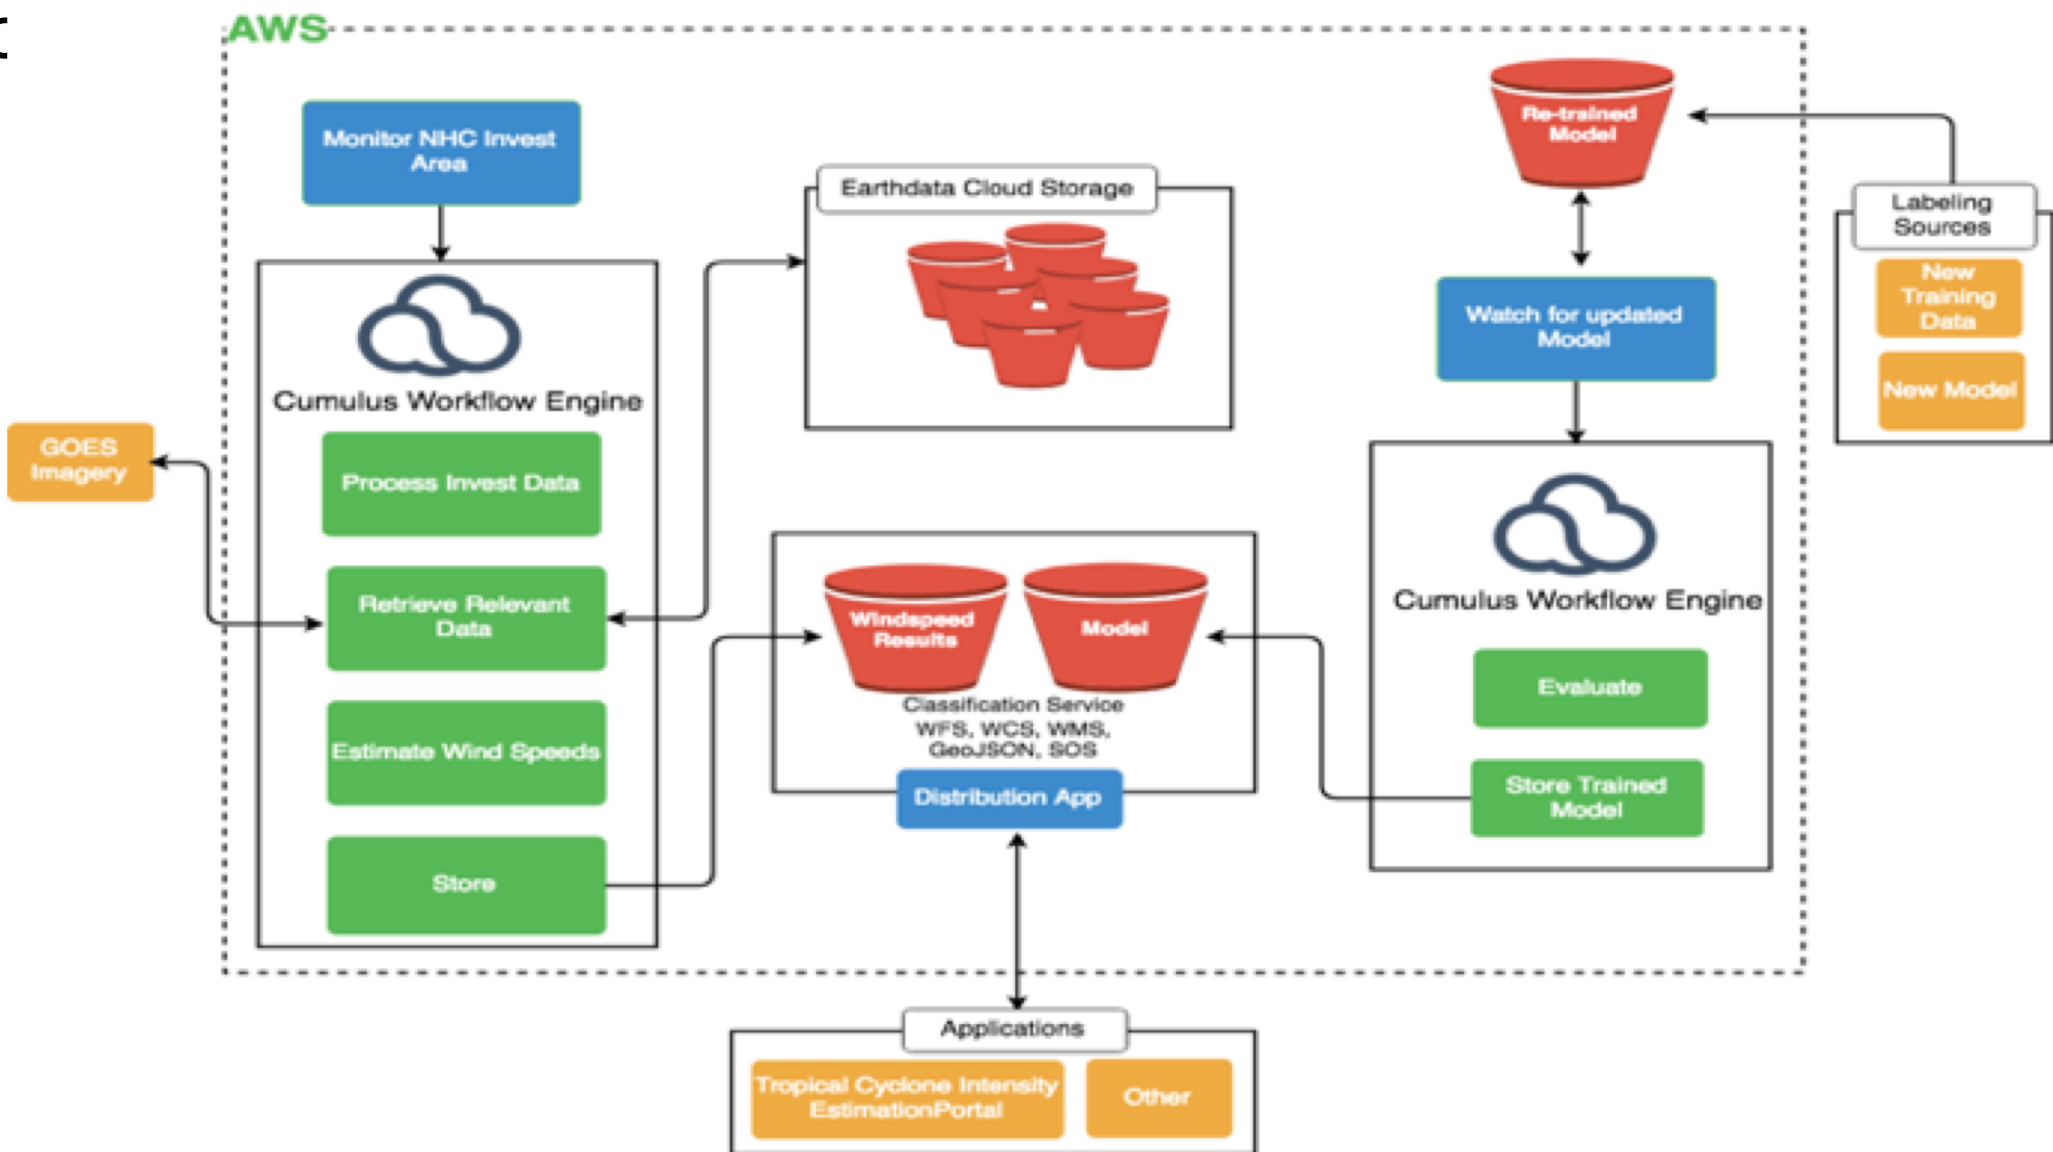 AWS
Monitor NHC Invest
Area
Cumulus Workflow Engine
Process Invest Data
Retrieve Relevant
Data
Estimate Wind Speeds
Store
GOES
Imagery
Earthdata Cloud Storage
Windspeed
Results
Model
Classification Service
WFS, WCS, WMS,
GeoJSON, SOS
Distribution App
Applications
Tropical Cyclone Intensity
EstimationPortal
Other
Re-trained
Model
Watch for updated
Model
Cumulus Workflow Engine
Evaluate
Store Trained
Model
Labeling
Sources
New
Training
Data
New Model